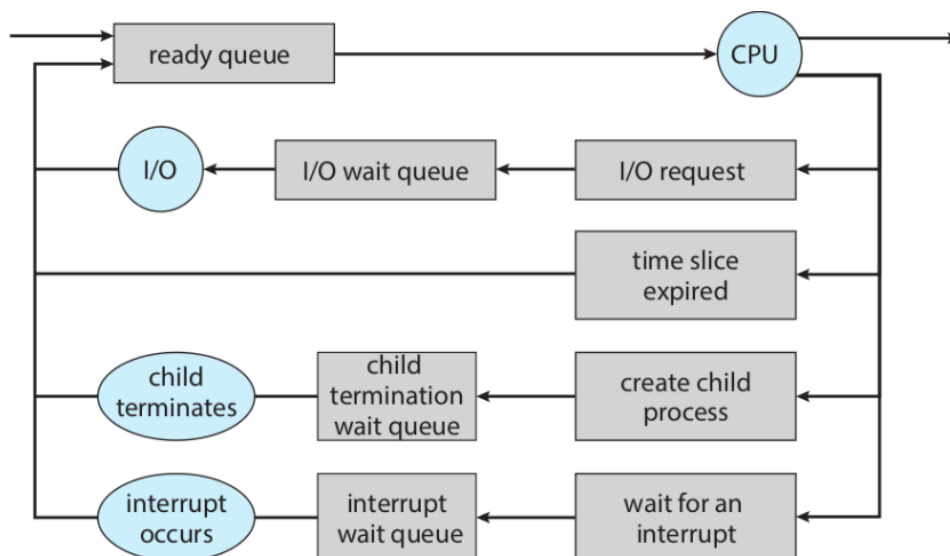 ready queue
CPU
I/O
I/O wait queue
I/O request
time slice
expired
child
terminates
child
termination
wait queue
create child
process
interrupt
occurs
interrupt
wait queue
wait for an
interrupt